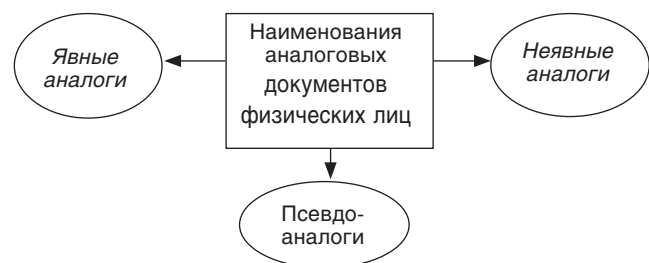 Явные
аналоги
Наименования
аналоговых
документов
физических лиц
Неявные
аналоги
Псевдо-
аналоги